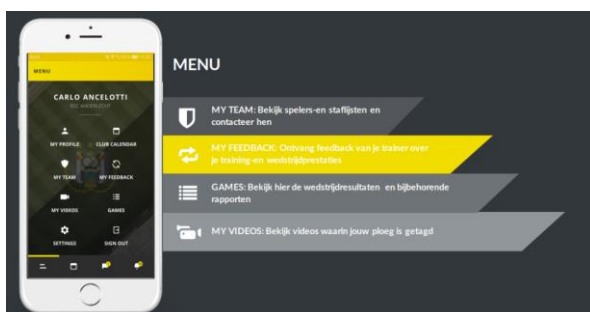 MENU
CARLO ANCELOTTI
MY PROFILE
CLUB CALENDAR
MY TEAM
MY FEEDBACK
MY VIDEOS
GAMES
SETTINGS
SIGN OUT
MENU
MY TEAM: Bekijk spelers-en staflijsten en
contacteer hen
MY FEEDBACK: Ontvang feedback van je trainer over
je training-en wedstrijdprestaties
GAMES: Bekijk hier de wedstrijdresultaten en bijbehorende
rapporten
MY VIDEOS: Bekijk videos waarin jouw ploeg is getagd